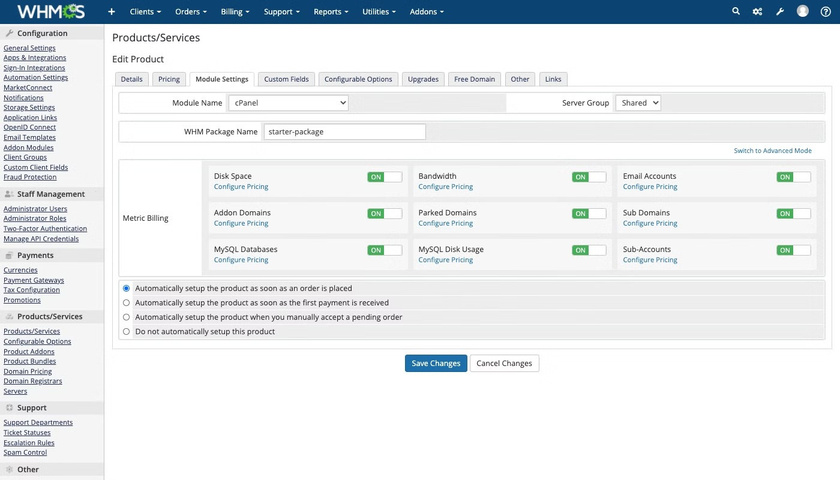 WHMCS
Clients Orders Billing Support Reports Utilities Addons
Configuration
General Settings
Apps & Integrations
Sign-In Integrations
Automation Settings
MarketConnect
Notifications
Storage Settings
Application Links
OpenID Connect
Email Templates
Addon Modules
Client Groups
Custom Client Fields
Fraud Protection
Staff Management
Administrator Users
Administrator Roles
Two-Factor Authentication
Manage API Credentials
Payments
Currencies
Payment Gateways
Tax Configuration
Promotions
Products/Services
Products/Services
Configurable Options
Product Addons
Product Bundles
Domain Pricing
Domain Registrars
Servers
Support
Support Departments
Ticket Statuses
Escalation Rules
Spam Control
Other
Products/Services
Edit Product
Details Pricing Module Settings Custom Fields Configurable Options Upgrades Free Domain Other Links
Module Name cPanel Server Group Shared
WHM Package Name starter-package
Switch to Advanced Mode
Metric Billing
Disk Space ON Bandwidth ON Email Accounts ON
Configure Pricing Configure Pricing Configure Pricing
Addon Domains ON Parked Domains ON Sub Domains ON
Configure Pricing Configure Pricing Configure Pricing
MySQL Databases ON MySQL Disk Usage ON Sub-Accounts ON
Configure Pricing Configure Pricing Configure Pricing
Automatically setup the product as soon as an order is placed
Automatically setup the product as soon as the first payment is received
Automatically setup the product when you manually accept a pending order
Do not automatically setup this product
Save Changes Cancel Changes